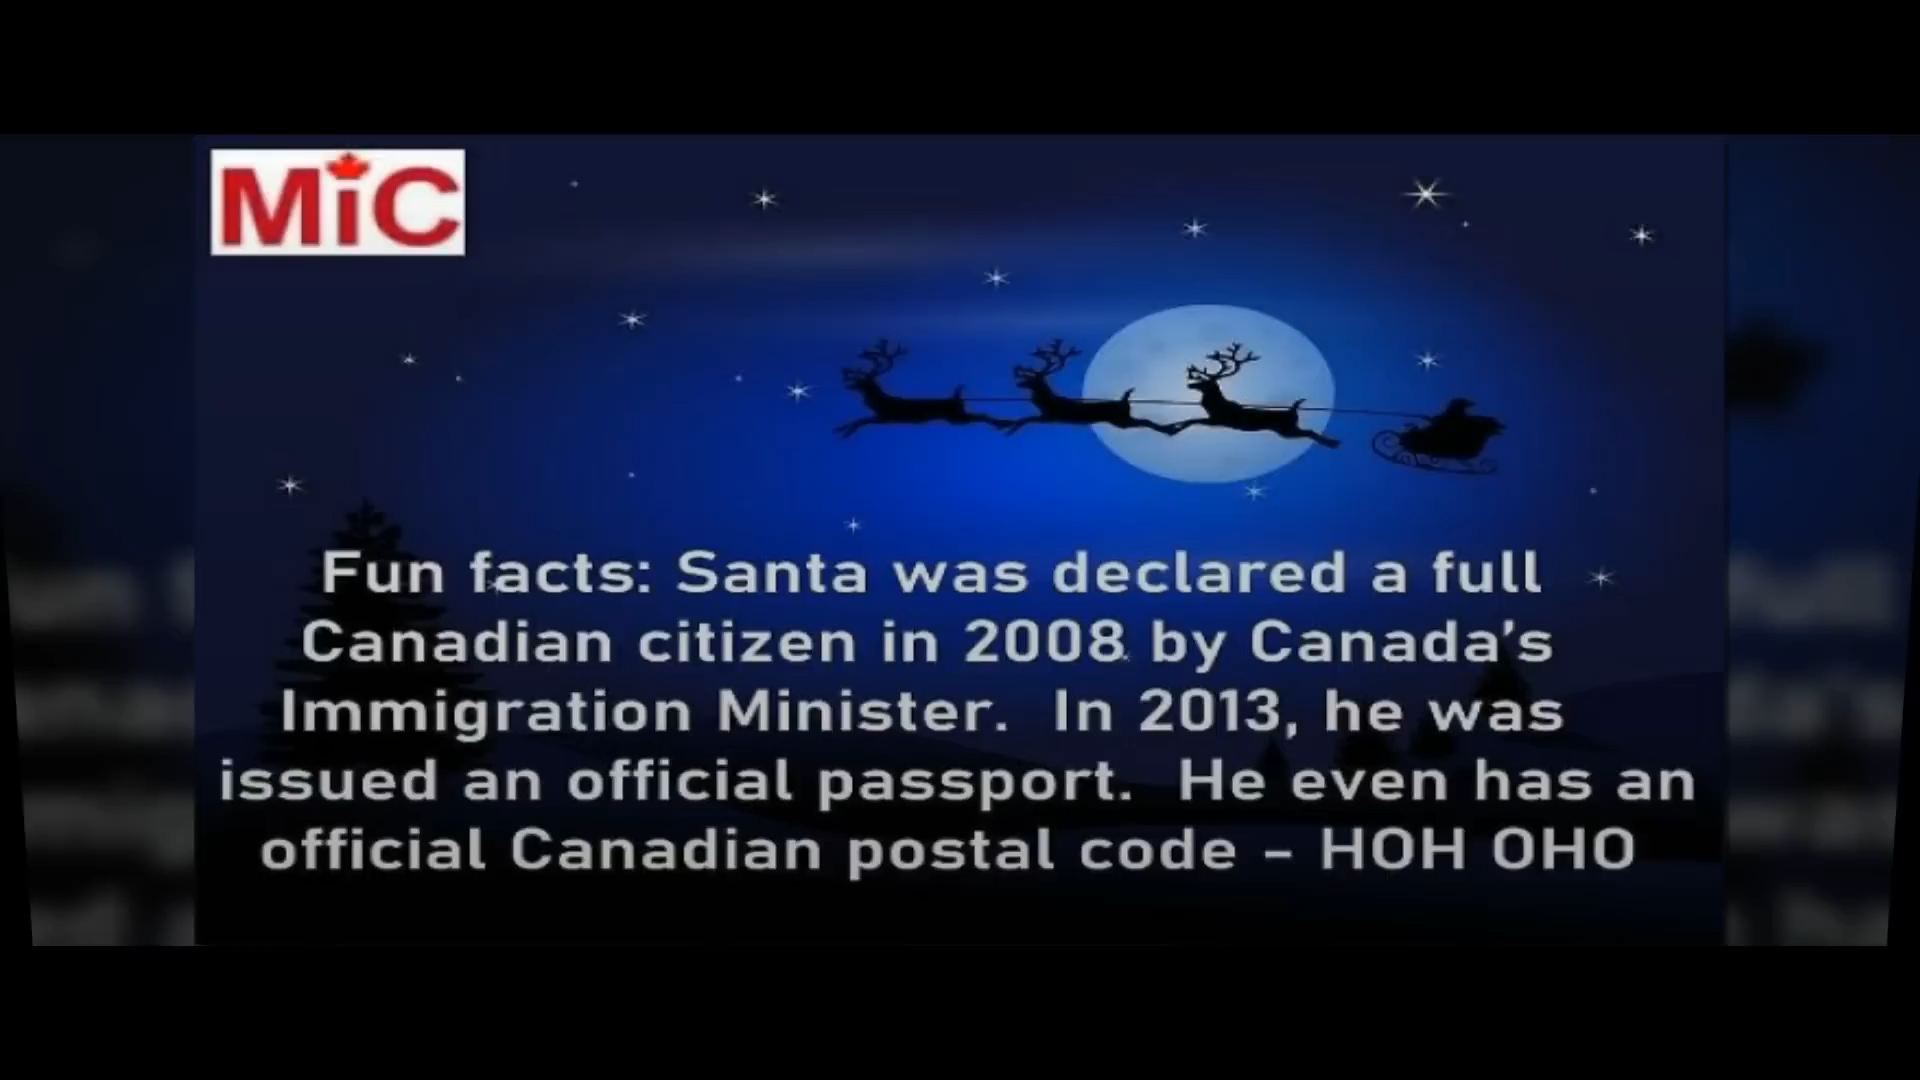 MiC
Fun facts: Santa was declared a full
Canadian citizen in 2008 by Canada's
Immigration Minister.  In 2013, he was
issued an official passport.  He even has an
official Canadian postal code - HOH OHO